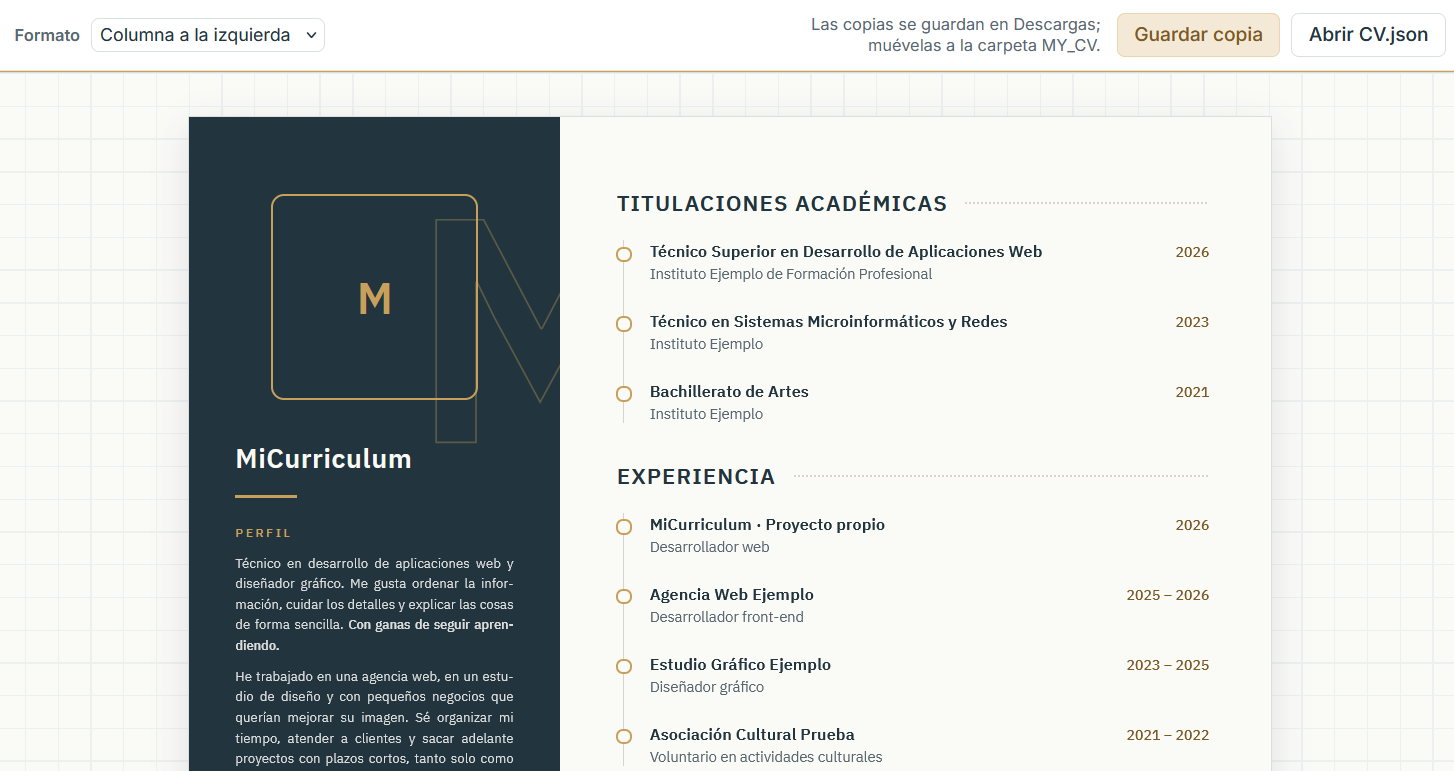 Formato
Columna a la izquierda
Las copias se guardan en Descargas;
muévelas a la carpeta MY_CV.
Guardar copia
Abrir CV.json
M
M
MiCurriculum
PERFIL
Técnico en desarrollo de aplicaciones web y
diseñador gráfico. Me gusta ordenar la infor-
mación, cuidar los detalles y explicar las cosas
de forma sencilla. Con ganas de seguir apren-
diendo.
He trabajado en una agencia web, en un estu-
dio de diseño y con pequeños negocios que
querían mejorar su imagen. Sé organizar mi
tiempo, atender a clientes y sacar adelante
proyectos con plazos cortos, tanto solo como
TITULACIONES ACADÉMICAS
Técnico Superior en Desarrollo de Aplicaciones Web 2026
Instituto Ejemplo de Formación Profesional
Técnico en Sistemas Microinformáticos y Redes 2023
Instituto Ejemplo
Bachillerato de Artes 2021
Instituto Ejemplo
EXPERIENCIA
MiCurriculum · Proyecto propio 2026
Desarrollador web
Agencia Web Ejemplo 2025 – 2026
Desarrollador front-end
Estudio Gráfico Ejemplo 2023 – 2025
Diseñador gráfico
Asociación Cultural Prueba 2021 – 2022
Voluntario en actividades culturales